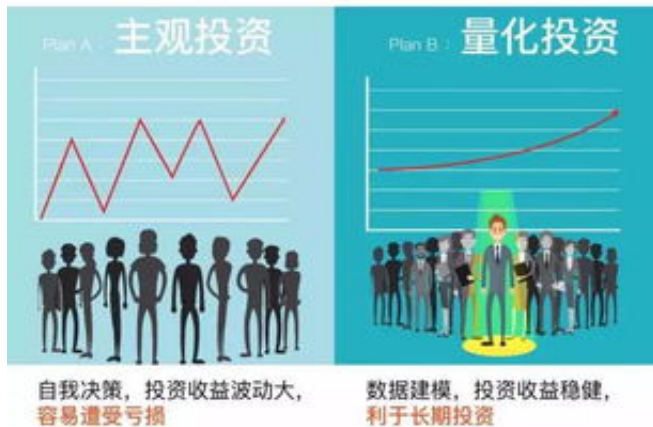 Plan A： 主观投资
Plan B： 量化投资
自我决策，投资收益波动大，
容易遭受亏损
数据建模，投资收益稳健，
利于长期投资